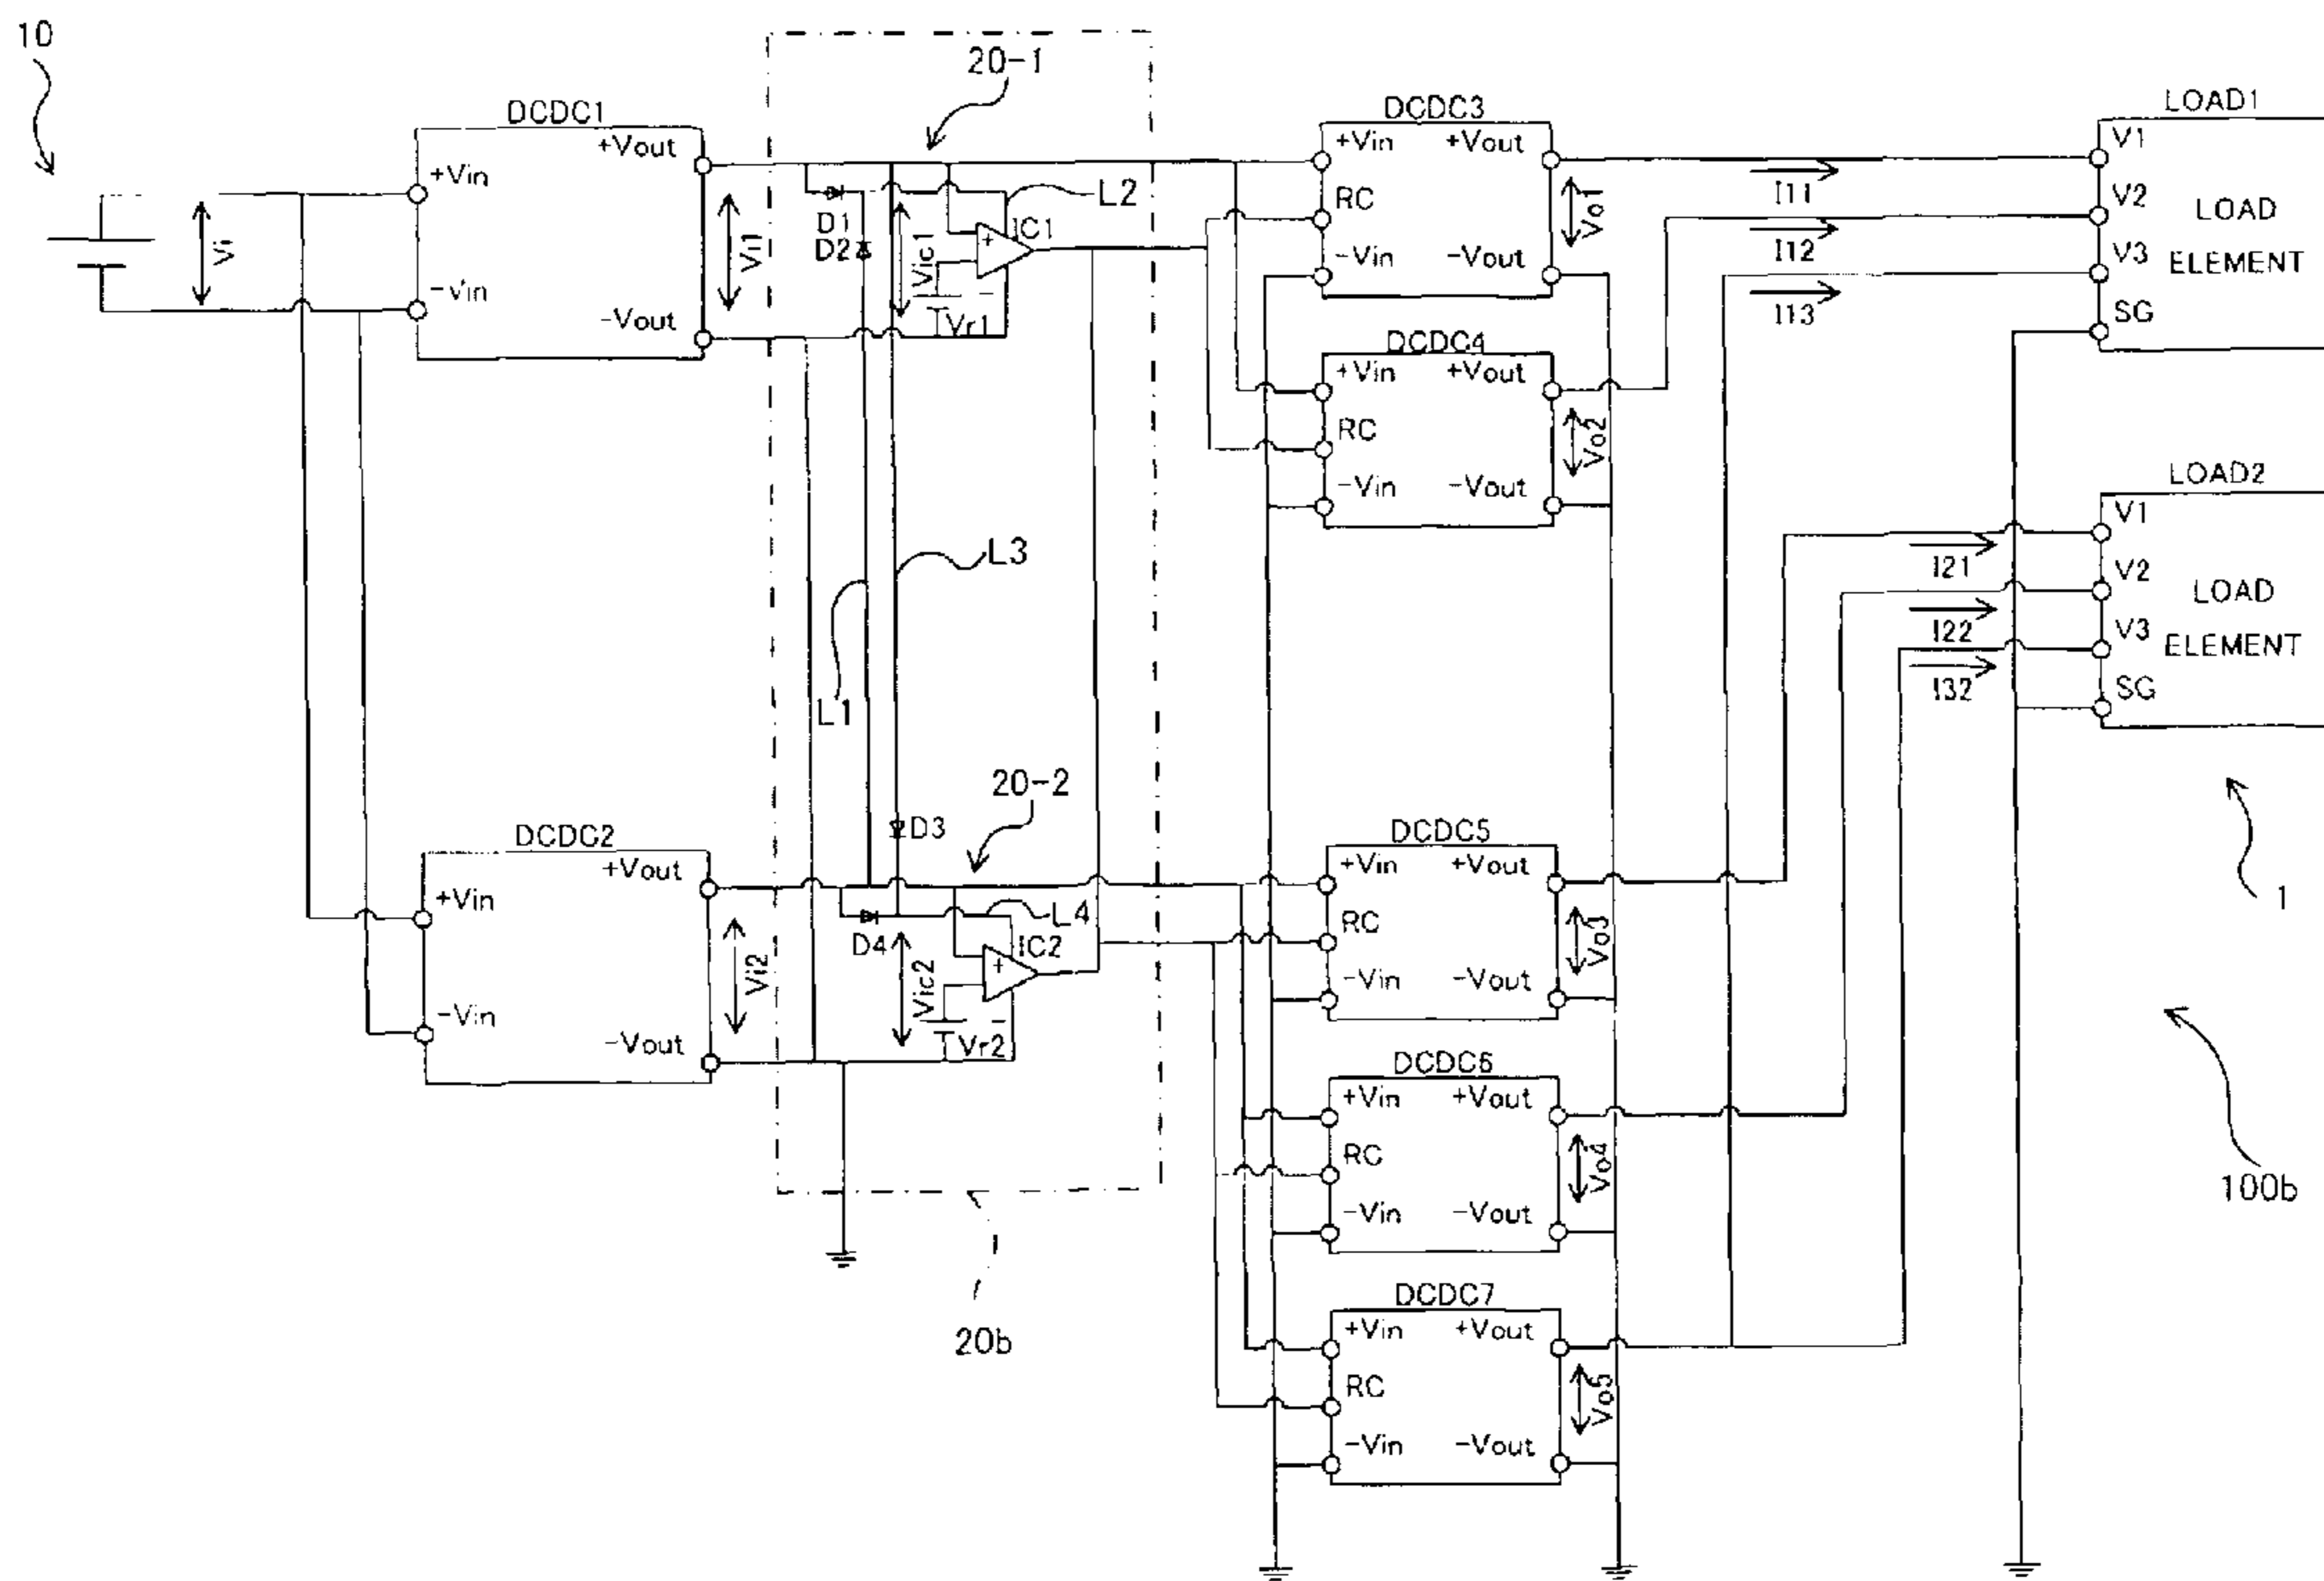 10
20-1
DCDC1
+Vout
+Vin
-Vin
-Vout
Vi
Vi1
D1
D2
Vic1
IC1
+
-
Vr1
L2
L3
L1
DCDC3
+Vin
+Vout
RC
-Vin
-Vout
Vo1
DCDC4
+Vin
+Vout
RC
-Vin
-Vout
Vo2
I11
I12
I13
LOAD1
V1
V2
V3
SG
LOAD
ELEMENT
LOAD2
V1
V2
V3
SG
LOAD
ELEMENT
I21
I22
I32
20-2
DCDC2
+Vout
+Vin
-Vin
-Vout
Vi2
D3
D4
L4
Vic2
IC2
+
-
Vr2
DCDC5
+Vin
+Vout
RC
-Vin
-Vout
Vo3
DCDC6
+Vin
+Vout
RC
-Vin
-Vout
Vo4
DCDC7
+Vin
+Vout
RC
-Vin
-Vout
Vo5
1
100b
20b